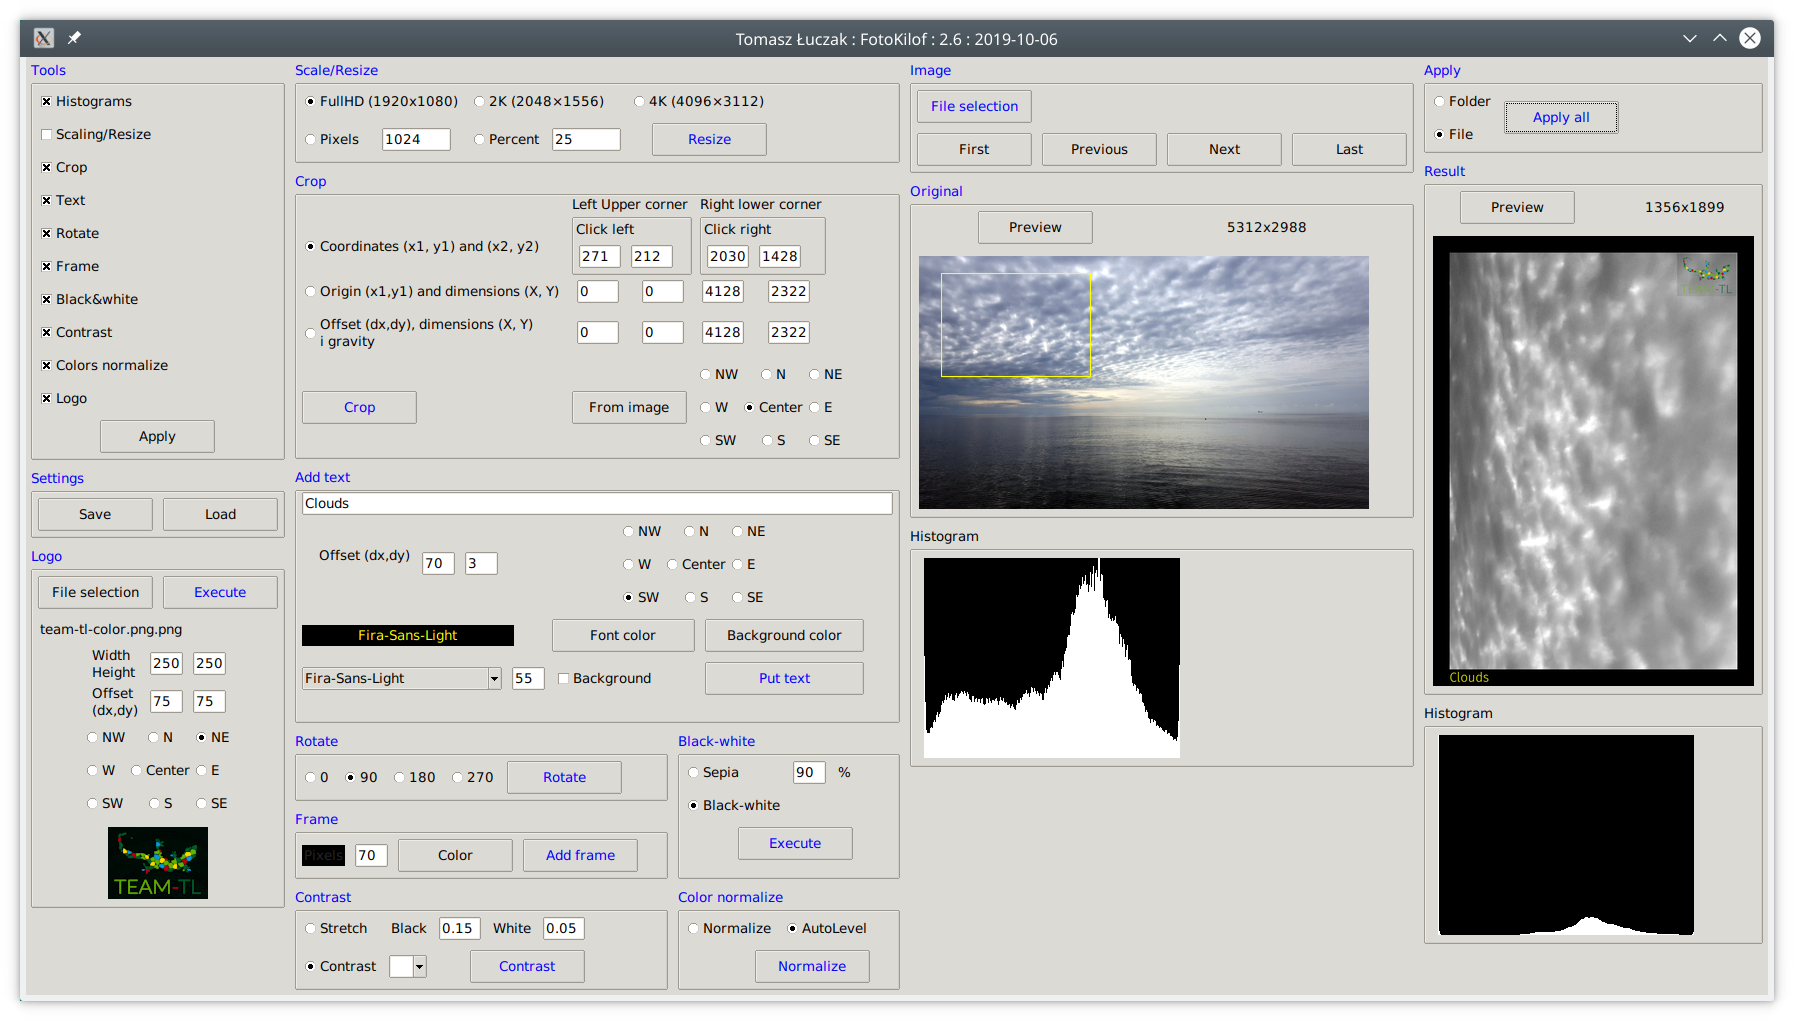 Tomasz Łuczak : FotoKilof : 2.6 : 2019-10-06
Tools
Histograms
Scaling/Resize
Crop
Text
Rotate
Frame
Black&white
Contrast
Colors normalize
Logo
Apply
Settings
Save Load
Logo
File selection Execute
team-tl-color.png.png
Width
Height
250 250
Offset
(dx,dy)
75 75
NW N NE
W Center E
SW S SE
TEAM-TL
Scale/Resize
FullHD (1920x1080) 2K (2048×1556) 4K (4096×3112)
Pixels 1024 Percent 25 Resize
Crop
Left Upper corner Right lower corner
Click left Click right
Coordinates (x1, y1) and (x2, y2) 271 212 2030 1428
Origin (x1,y1) and dimensions (X, Y) 0 0 4128 2322
Offset (dx,dy), dimensions (X, Y)
i gravity
0 0 4128 2322
NW N NE
Crop From image W Center E
SW S SE
Add text
Clouds
NW N NE
Offset (dx,dy) 70 3
W Center E
SW S SE
Fira-Sans-Light Font color Background color
Fira-Sans-Light 55 Background Put text
Rotate
0 90 180 270 Rotate
Frame
Pixels 70 Color Add frame
Contrast
Stretch Black 0.15 White 0.05
Contrast Contrast
Black-white
Sepia 90 %
Black-white
Execute
Color normalize
Normalize AutoLevel
Normalize
Image
File selection
First Previous Next Last
Original
Preview 5312x2988
Histogram
Apply
Folder
File
Apply all
Result
Preview 1356x1899
TEAM-TL
Clouds
Histogram